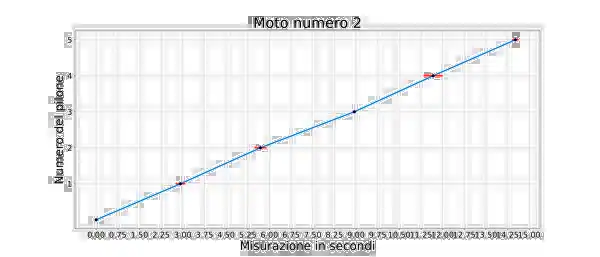 Moto numero 2
Numero del pilone
5
4
3
2
1
0.00 0.75 1.50 2.25 3.00 3.75 4.50 5.25 6.00 6.75 7.50 8.25 9.00 9.75 10.50 11.25 12.00 12.75 13.50 14.25 15.00
Misurazione in secondi